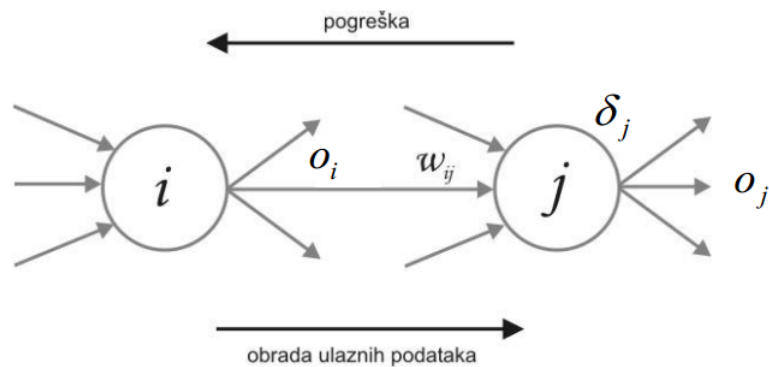 pogreška
δj
oi
wij
oj
i
j
obrada ulaznih podataka